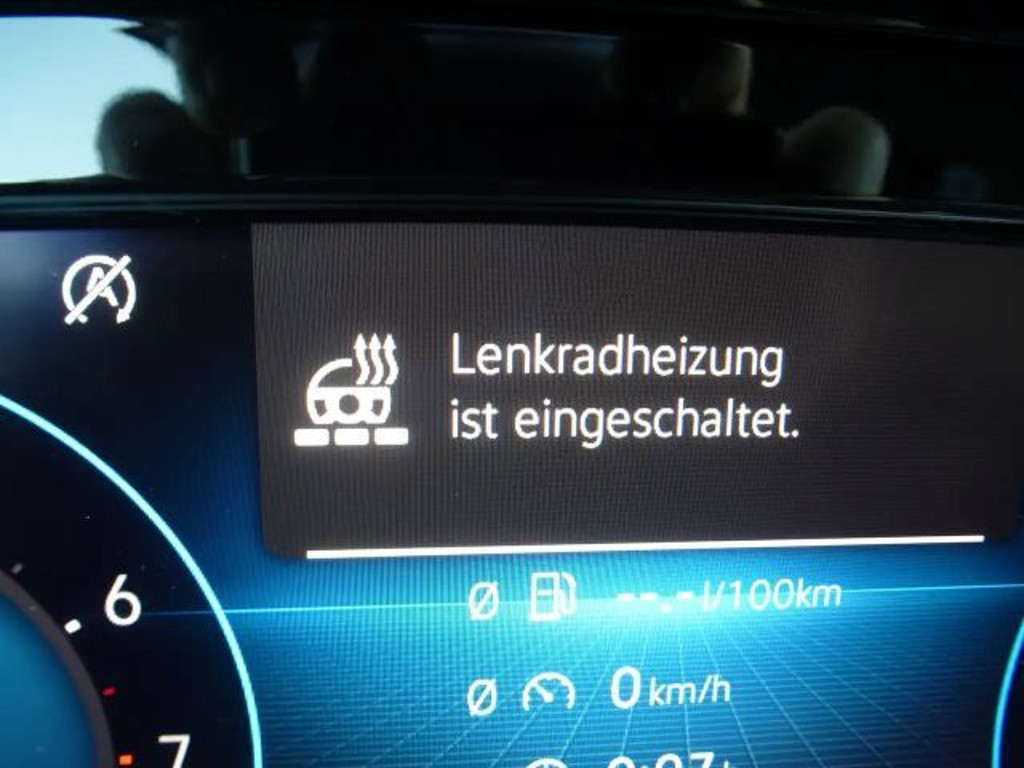 Lenkradheizung
ist eingeschaltet.
6
Ø --.- l/100km
Ø 0 km/h
7